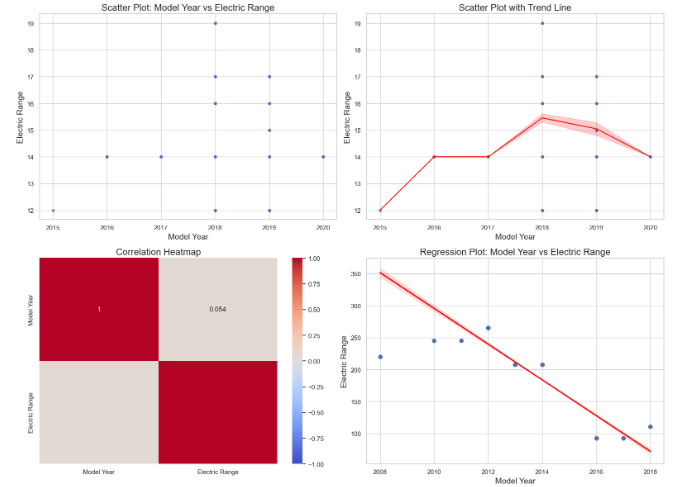 Scatter Plot: Model Year vs Electric Range
19
17
16
15
14
13
12
Electric Range
2015 2016 2017 2018 2019 2020
Model Year
Scatter Plot with Trend Line
19
17
16
15
14
13
12
Electric Range
2015 2016 2017 2018 2019 2020
Model Year
Correlation Heatmap
Model Year
Electric Range
1 0.054
Model Year Electric Range
1.00
0.75
0.50
0.25
0.00
−0.25
−0.50
−0.75
−1.00
Regression Plot: Model Year vs Electric Range
350
300
250
200
150
100
Electric Range
2008 2010 2012 2014 2016 2018
Model Year